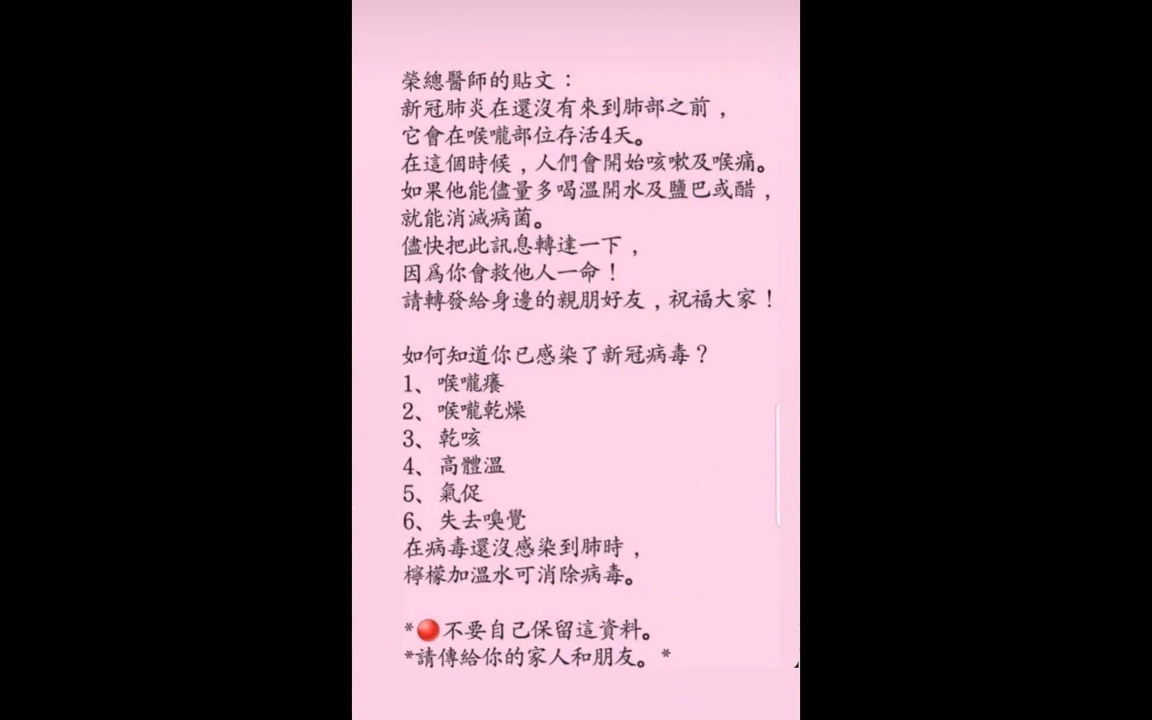 榮總醫師的貼文：
新冠肺炎在還沒有來到肺部之前，
它會在喉嚨部位存活4天。
在這個時候，人們會開始咳嗽及喉痛。
如果他能儘量多喝溫開水及鹽巴或醋，
就能消滅病菌。
儘快把此訊息轉達一下，
因爲你會救他人一命！
請轉發給身邊的親朋好友，祝福大家！
如何知道你已感染了新冠病毒？
1、喉嚨癢
2、喉嚨乾燥
3、乾咳
4、高體溫
5、氣促
6、失去嗅覺
在病毒還沒感染到肺時，
檸檬加溫水可消除病毒。
*🔴不要自己保留這資料。
*請傳給你的家人和朋友。*